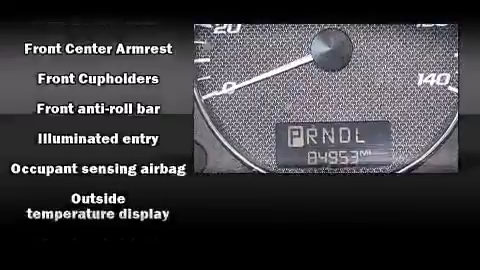 Front Center Armrest
Front Cupholders
Front anti-roll bar
Illuminated entry
Occupant sensing airbag
Outside
temperature display
20
0
140
PRNDL
84953 MI